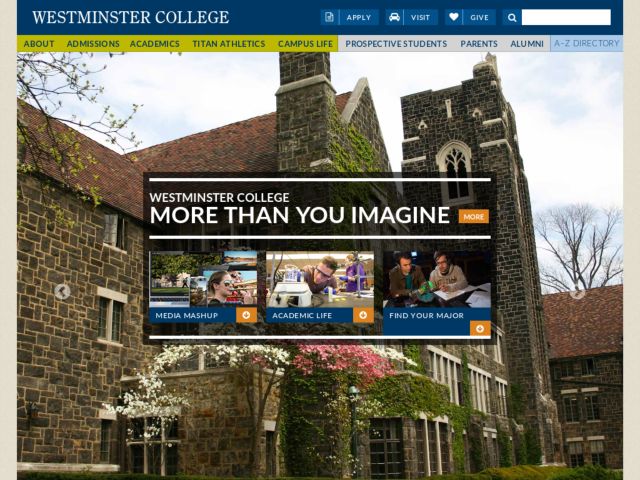 WESTMINSTER COLLEGE
APPLY VISIT GIVE
ABOUT ADMISSIONS ACADEMICS TITAN ATHLETICS CAMPUS LIFE PROSPECTIVE STUDENTS PARENTS ALUMNI A-Z DIRECTORY
WESTMINSTER COLLEGE
MORE THAN YOU IMAGINE MORE
MEDIA MASHUP ACADEMIC LIFE FIND YOUR MAJOR